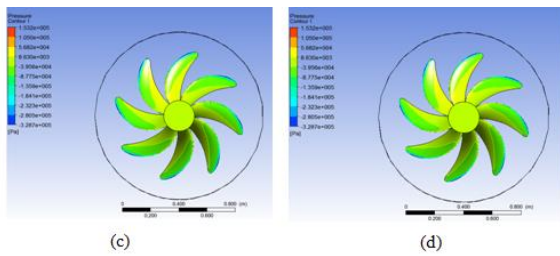 Pressure
Contour 1
1.532e+005
1.050e+005
5.682e+004
8.630e+003
-3.956e+004
-8.775e+004
-1.359e+005
-1.841e+005
-2.323e+005
-2.805e+005
-3.287e+005
[Pa]
0 0.400 0.800 (m)
0.200 0.600
(c)
Pressure
Contour 1
1.532e+005
1.050e+005
5.682e+004
8.630e+003
-3.956e+004
-8.775e+004
-1.359e+005
-1.841e+005
-2.323e+005
-2.805e+005
-3.287e+005
[Pa]
0 0.400 0.800 (m)
0.200 0.600
(d)